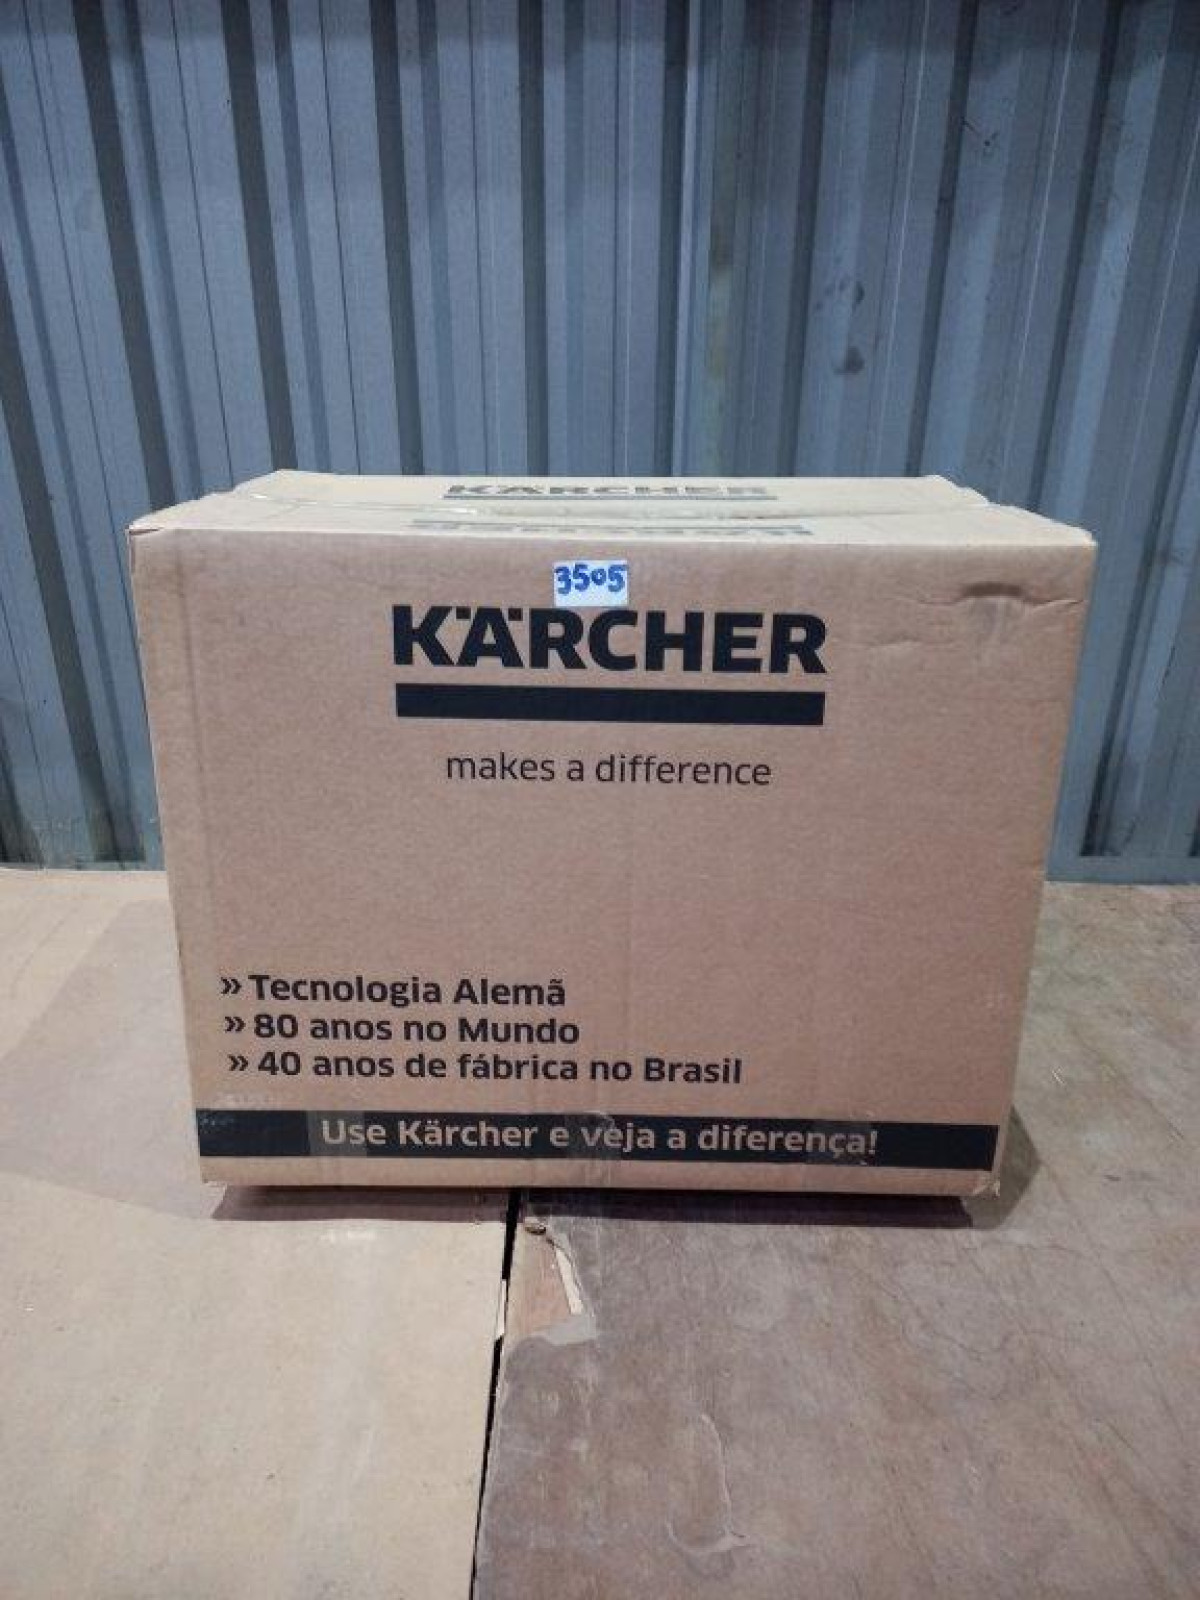 KÄRCHER
3505
KÄRCHER
makes a difference
» Tecnologia Alemã
» 80 anos no Mundo
» 40 anos de fábrica no Brasil
Use Kärcher e veja a diferença!